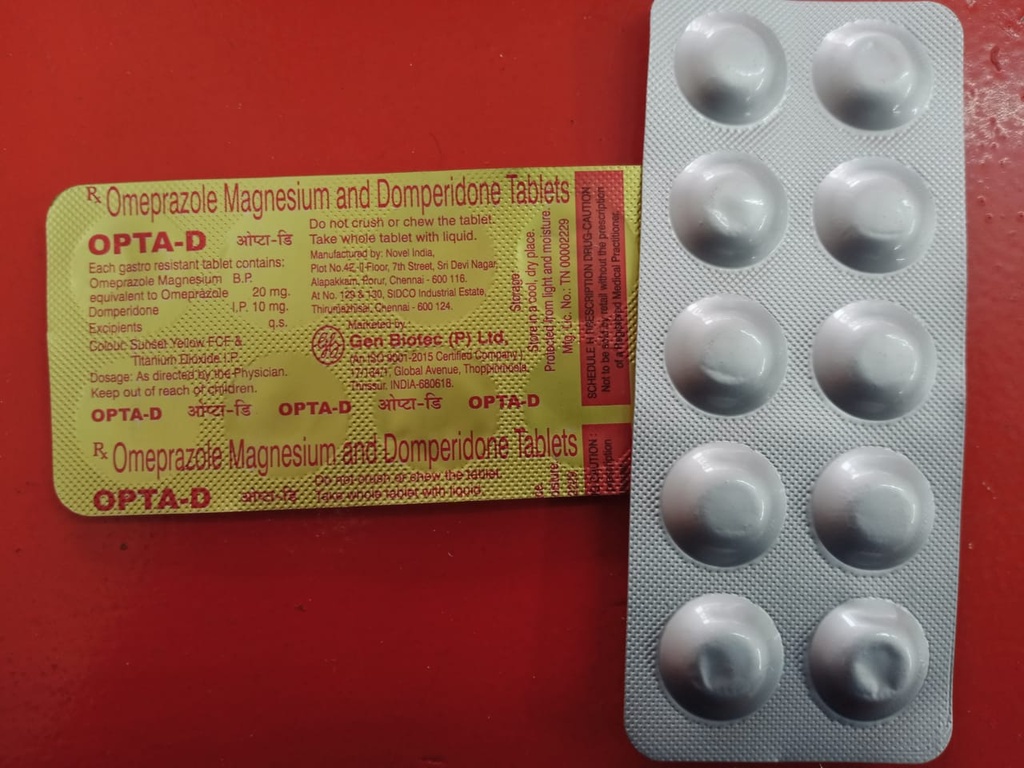 Rx Omeprazole Magnesium and Domperidone Tablets
OPTA-D ओप्टा-डि
Each gastro resistant tablet contains:
Omeprazole Magnesium B.P.
equivalent to Omeprazole 20 mg.
Domperidone I.P. 10 mg.
Excipients q.s.
Colour: Sunset Yellow FCF &
Titanium Dioxide I.P.
Dosage: As directed by the Physician.
Keep out of reach of children.
Do not crush or chew the tablet.
Take whole tablet with liquid.
Manufactured by: Novel India,
Plot No.42, II-Floor, 7th Street, Sri Devi Nagar,
Alapakkam, Porur, Chennai - 600 116.
At No. 129 & 130, SIDCO Industrial Estate,
Thirumazhisai, Chennai - 600 124.
Marketed by
Gen Biotec (P) Ltd.
(An ISO 9001-2015 Certified Company)
Global Avenue,
Thrissur, INDIA-680618.
Storage
Store in a cool, dry place.
Protected from light and moisture.
Mfg. Lic. No.: TN 00002229
SCHEDULE H PRESCRIPTION DRUG-CAUTION
Not to be sold by retail without the prescription
of a Registered Medical Practitioner.
OPTA-D ओप्टा-डि OPTA-D ओप्टा-डि OPTA-D
Rx Omeprazole Magnesium and Domperidone Tablets
OPTA-D ओप्टा-डि
Do not crush or chew the tablet.
Take whole tablet with liquid.